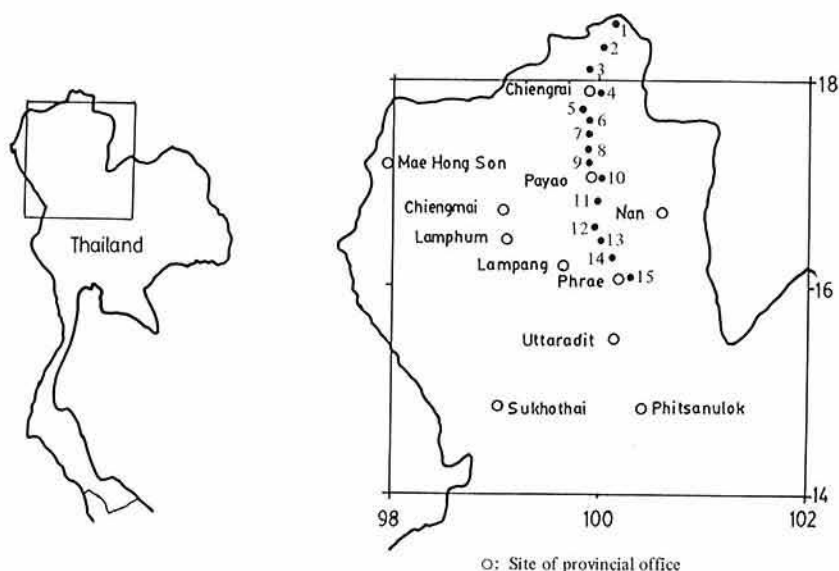 Thailand
1
2
3
18
Chiengrai
4
5
6
7
8
9
Mae Hong Son
Payao
10
Chiengmai
11
Nan
Lamphum
12
13
Lampang
14
Phrae
15
16
Uttaradit
Sukhothai
Phitsanulok
14
98
100
102
○: Site of provincial office